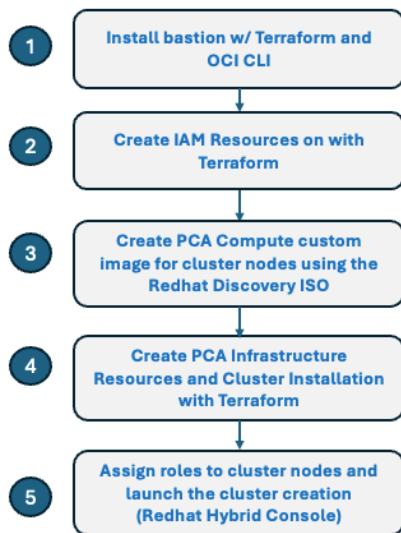 1
Install bastion w/ Terraform and
OCI CLI
2
Create IAM Resources on with
Terraform
3
Create PCA Compute custom
image for cluster nodes using the
Redhat Discovery ISO
4
Create PCA Infrastructure
Resources and Cluster Installation
with Terraform
5
Assign roles to cluster nodes and
launch the cluster creation
(Redhat Hybrid Console)